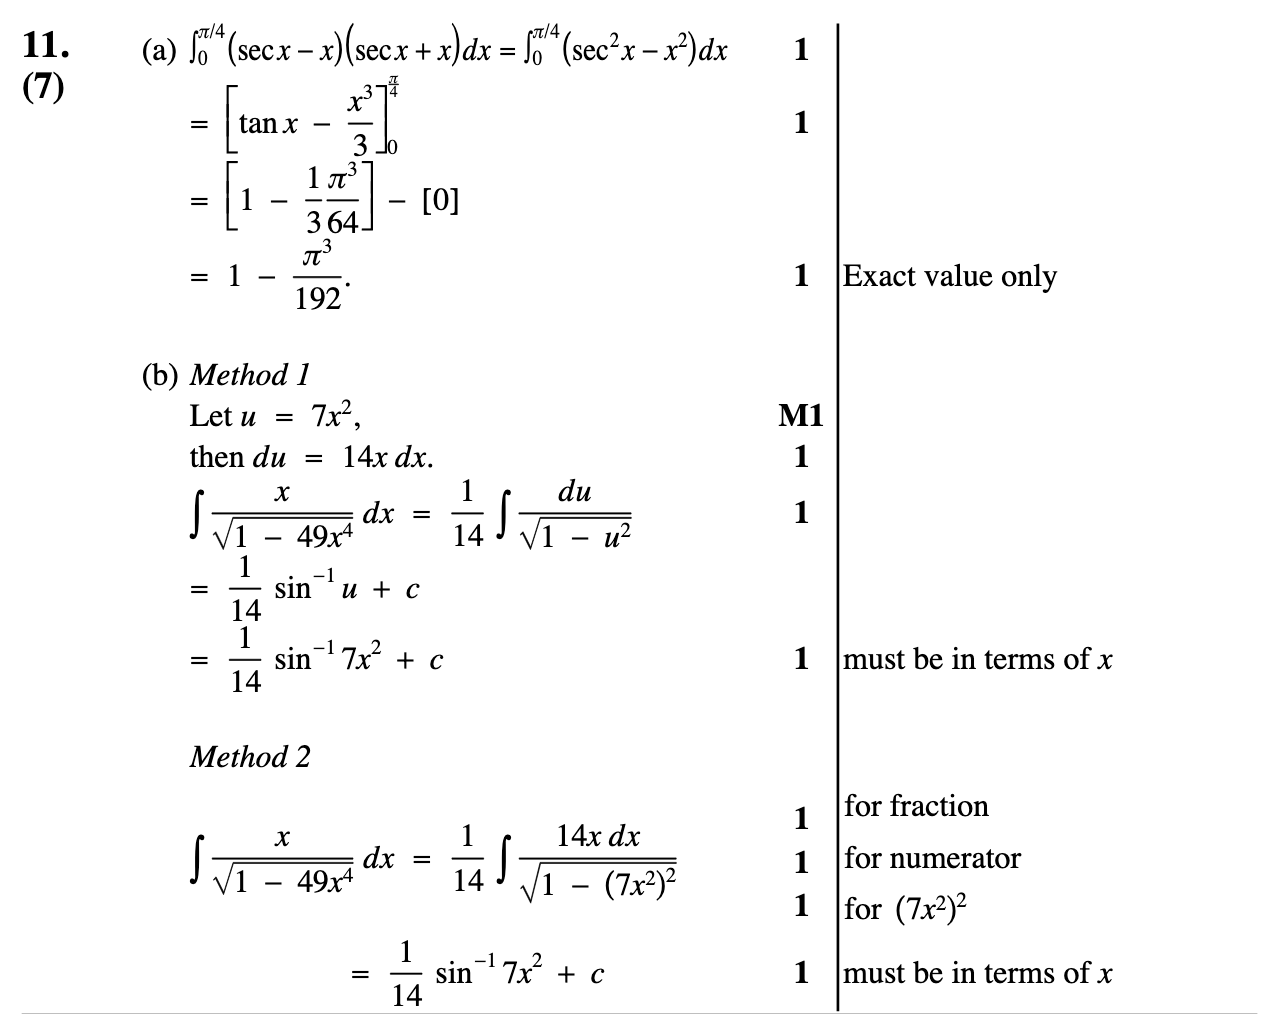 11. (a) ∫₀^{π/4} (sec x − x)(sec x + x)dx = ∫₀^{π/4} (sec²x − x²)dx 1
(7)
= [tan x − x³/3]₀^{π/4} 1
= [1 − 1/3 π³/64] − [0]
= 1 − π³/192. 1 Exact value only
(b) Method 1
Let u = 7x², M1
then du = 14x dx. 1
∫ x/√(1 − 49x⁴) dx = 1/14 ∫ du/√(1 − u²) 1
= 1/14 sin⁻¹ u + c
= 1/14 sin⁻¹ 7x² + c 1 must be in terms of x
Method 2
1 for fraction
∫ x/√(1 − 49x⁴) dx = 1/14 ∫ 14x dx/√(1 − (7x²)²) 1 for numerator
1 for (7x²)²
= 1/14 sin⁻¹ 7x² + c 1 must be in terms of x